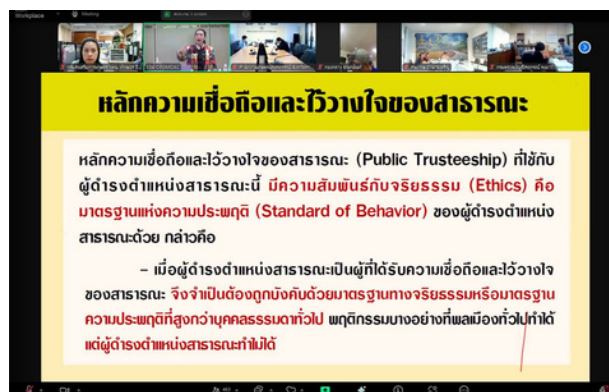 Workplace
Meeting
หลักความเชื่อถือและไว้วางใจของสาธารณะ
หลักความเชื่อถือและไว้วางใจของสาธารณะ (Public Trusteeship) ที่ใช้กับ
ผู้ดำรงตำแหน่งสาธารณะนี้ มีความสัมพันธ์กับจริยธรรม (Ethics) คือ
มาตรฐานแห่งความประพฤติ (Standard of Behavior) ของผู้ดำรงตำแหน่ง
สาธารณะด้วย กล่าวคือ
– เมื่อผู้ดำรงตำแหน่งสาธารณะเป็นผู้ที่ได้รับความเชื่อถือและไว้วางใจ
ของสาธารณะ จึงจำเป็นต้องถูกบังคับด้วยมาตรฐานทางจริยธรรมหรือมาตรฐาน
ความประพฤติที่สูงกว่าบุคคลธรรมดาทั่วไป พฤติกรรมบางอย่างที่พลเมืองทั่วไปทำได้
แต่ผู้ดำรงตำแหน่งสาธารณะทำไม่ได้